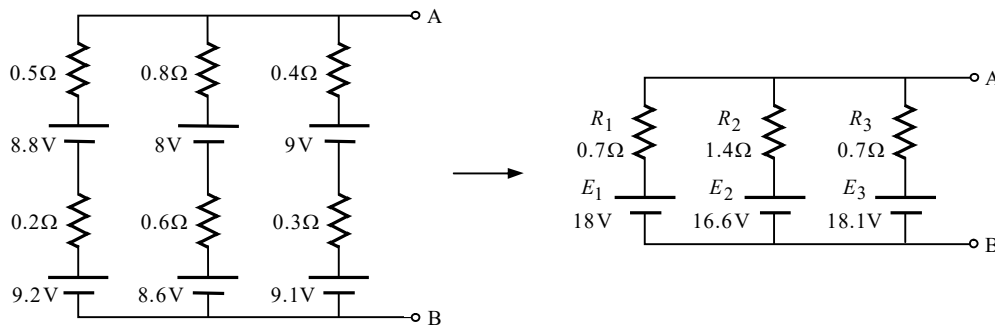 A
0.5Ω 0.8Ω 0.4Ω
8.8V 8V 9V
0.2Ω 0.6Ω 0.3Ω
9.2V 8.6V 9.1V
B
A
R1 R2 R3
0.7Ω 1.4Ω 0.7Ω
E1 E2 E3
18V 16.6V 18.1V
B